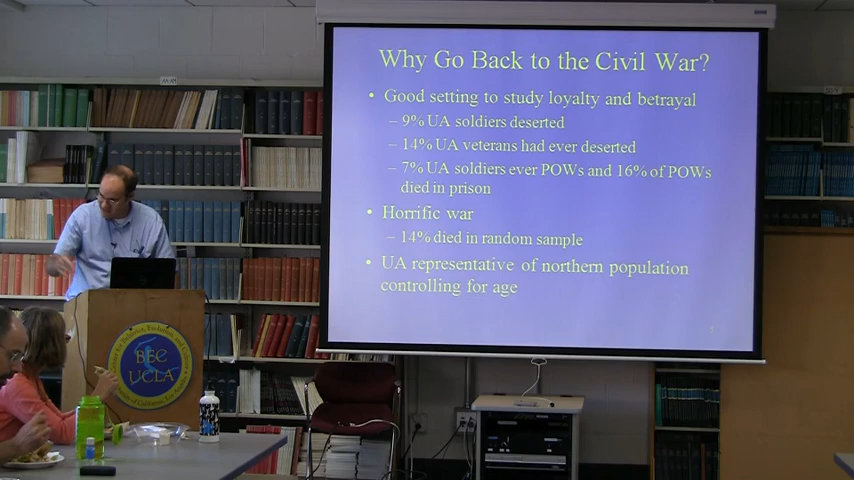 Why Go Back to the Civil War?
• Good setting to study loyalty and betrayal
– 9% UA soldiers deserted
– 14% UA veterans had ever deserted
– 7% UA soldiers ever POWs and 16% of POWs
died in prison
• Horrific war
– 14% died in random sample
• UA representative of northern population
controlling for age
BEC
UCLA